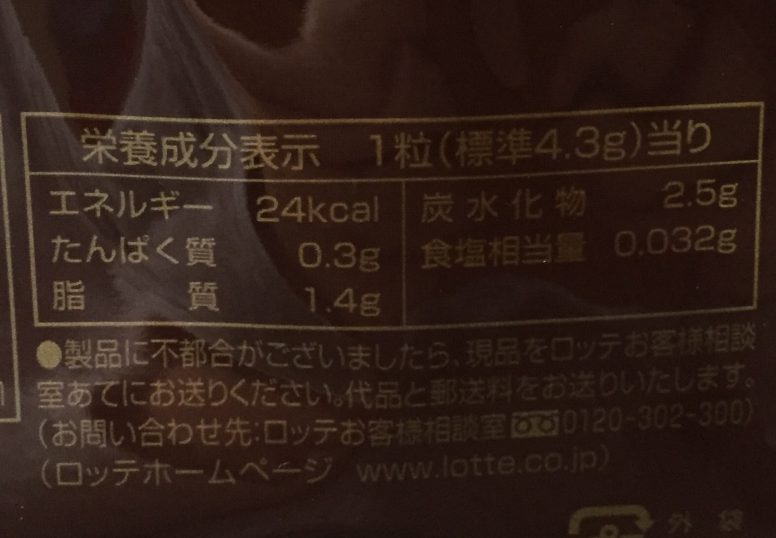 栄養成分表示 1粒(標準4.3g)当り
エネルギー 24kcal
たんぱく質 0.3g
脂質 1.4g
炭水化物 2.5g
食塩相当量 0.032g
●製品に不都合がございましたら、現品をロッテお客様相談
室あてにお送りください。代品と郵送料をお送りいたします。
(お問い合わせ先:ロッテお客様相談室 0120-302-300)
(ロッテホームページ www.lotte.co.jp)
外袋